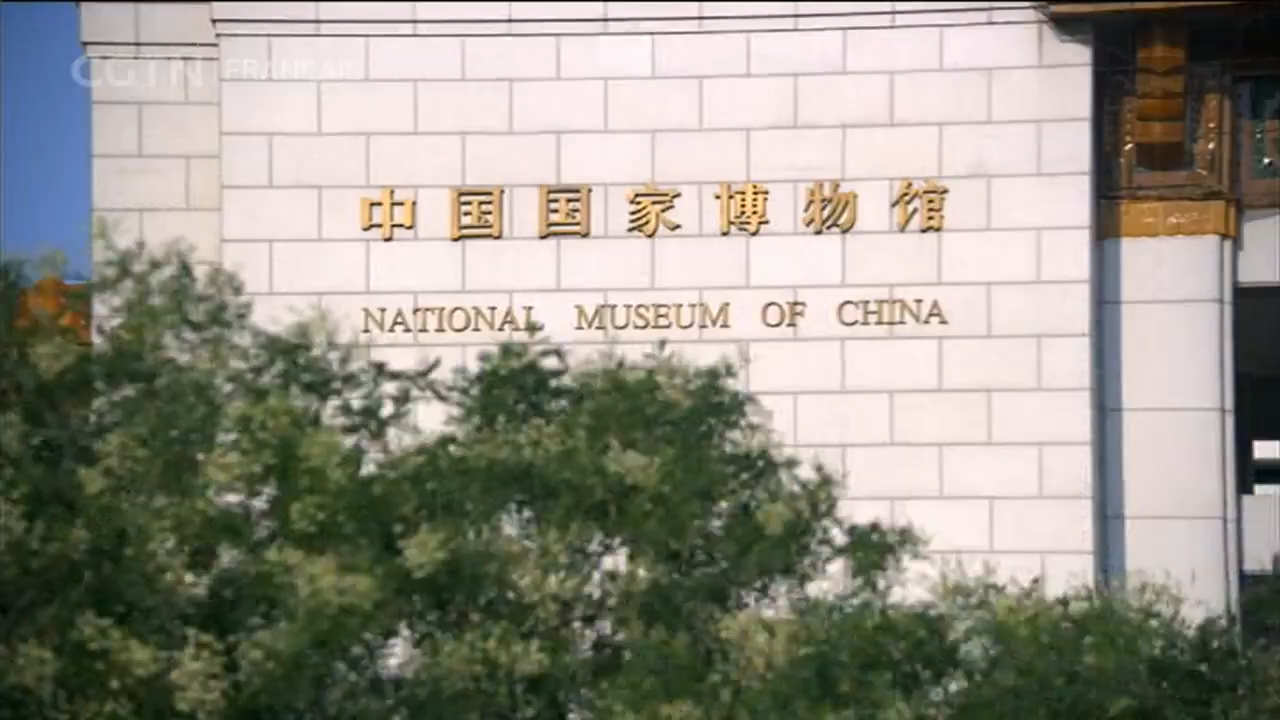 CGTN FRANÇAIS
中国国家博物馆
NATIONAL MUSEUM OF CHINA